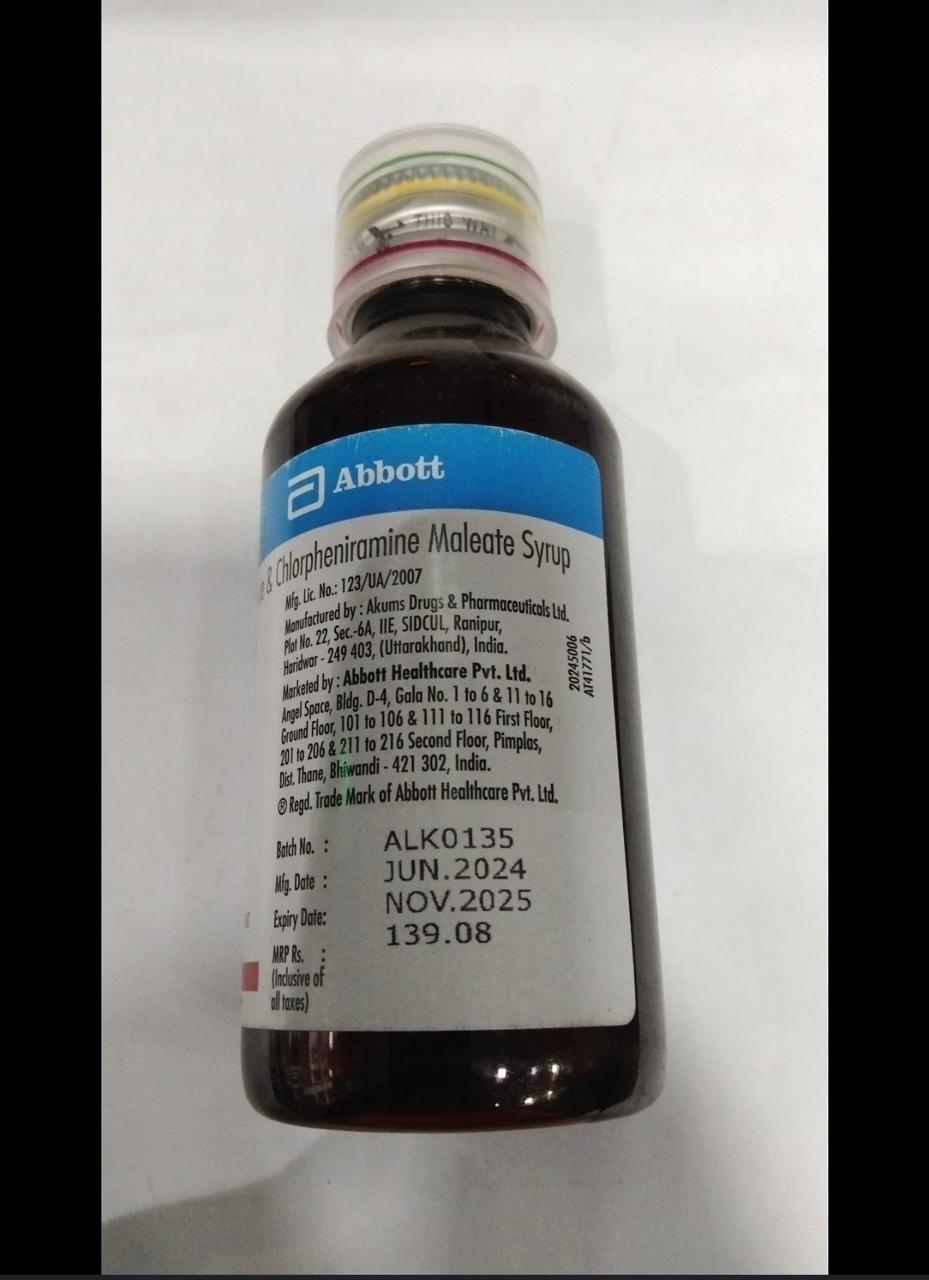 THIS WAY
Abbott
& Chlorpheniramine Maleate Syrup
Mfg. Lic. No.: 123/UA/2007
Manufactured by : Akums Drugs & Pharmaceuticals Ltd.
Plot No. 22, Sec.-6A, IIE, SIDCUL, Ranipur,
Haridwar - 249 403, (Uttarakhand), India.
Marketed by : Abbott Healthcare Pvt. Ltd.
Angel Space, Bldg. D-4, Gala No. 1 to 6 & 11 to 16
Ground Floor, 101 to 106 & 111 to 116 First Floor,
201 to 206 & 211 to 216 Second Floor, Pimplas,
Dist. Thane, Bhiwandi - 421 302, India.
® Regd. Trade Mark of Abbott Healthcare Pvt. Ltd.
20245006
AT41771/b
Batch No. : ALK0135
Mfg. Date : JUN.2024
Expiry Date: NOV.2025
MRP Rs. : 139.08
(Inclusive of
all taxes)